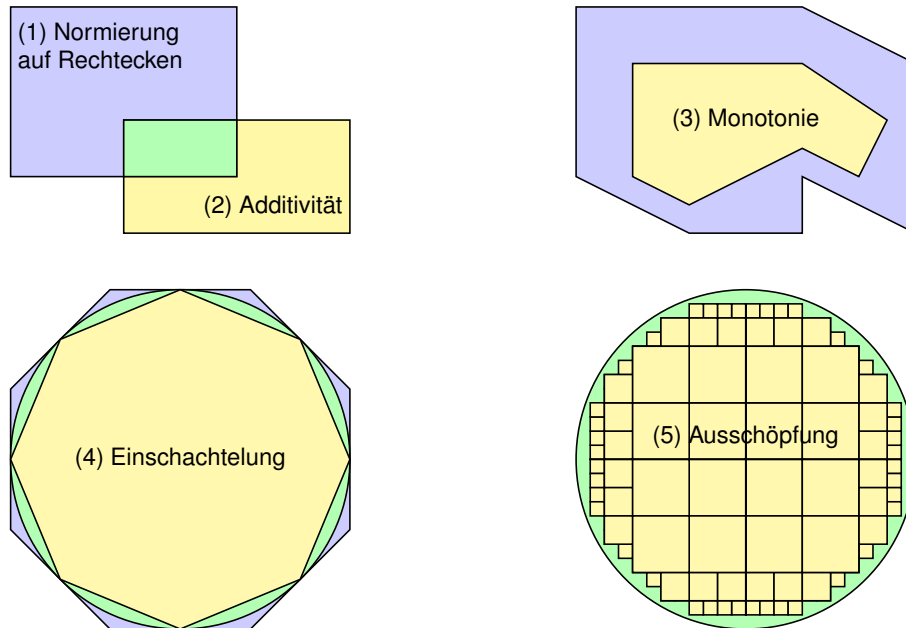 (1) Normierung
auf Rechtecken
(2) Additivität
(3) Monotonie
(4) Einschachtelung
(5) Ausschöpfung